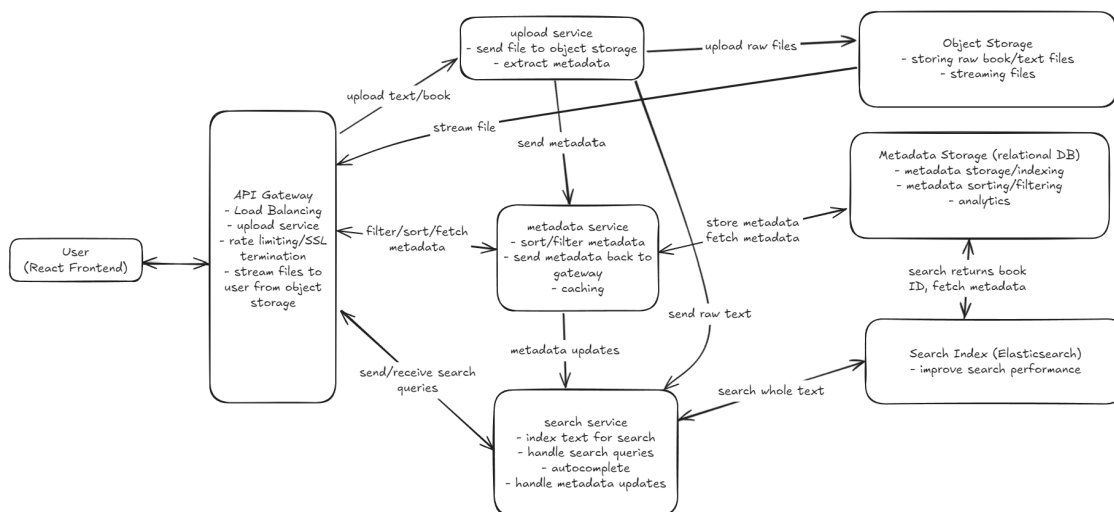 upload service
- send file to object storage
- extract metadata
upload raw files
Object Storage
- storing raw book/text files
- streaming files
upload text/book
stream file
send metadata
Metadata Storage (relational DB)
- metadata storage/indexing
- metadata sorting/filtering
- analytics
API Gateway
- Load Balancing
- upload service
- rate limiting/SSL
termination
- stream files to
user from object
storage
User
(React Frontend)
filter/sort/fetch
metadata
metadata service
- sort/filter metadata
- send metadata back to
gateway
- caching
store metadata
fetch metadata
search returns book
ID, fetch metadata
send raw text
metadata updates
Search Index (Elasticsearch)
- improve search performance
send/receive search
queries
search whole text
search service
- index text for search
- handle search queries
- autocomplete
- handle metadata updates